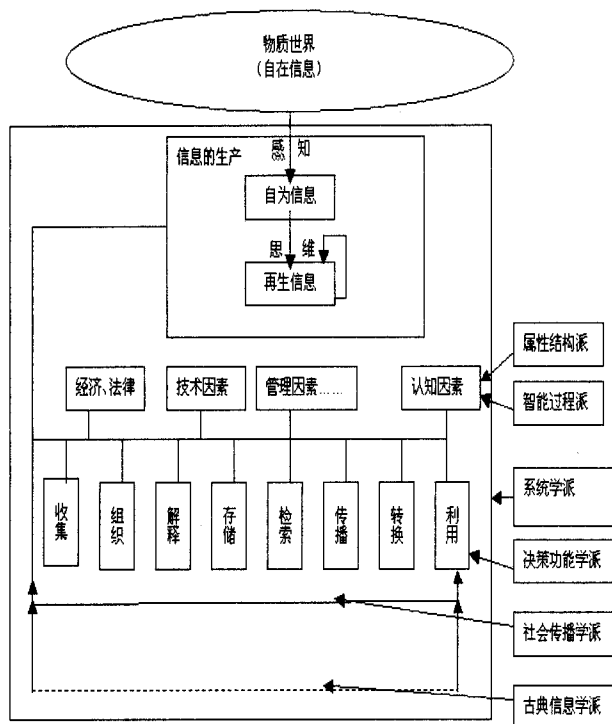 物质世界
(自在信息)
信息的生产
感 知
自为信息
思 维
再生信息
属性结构派
经济、法律
技术因素
管理因素……
认知因素
智能过程派
系统学派
收集
组织
解释
存储
检索
传播
转换
利用
决策功能学派
社会传播学派
古典信息学派